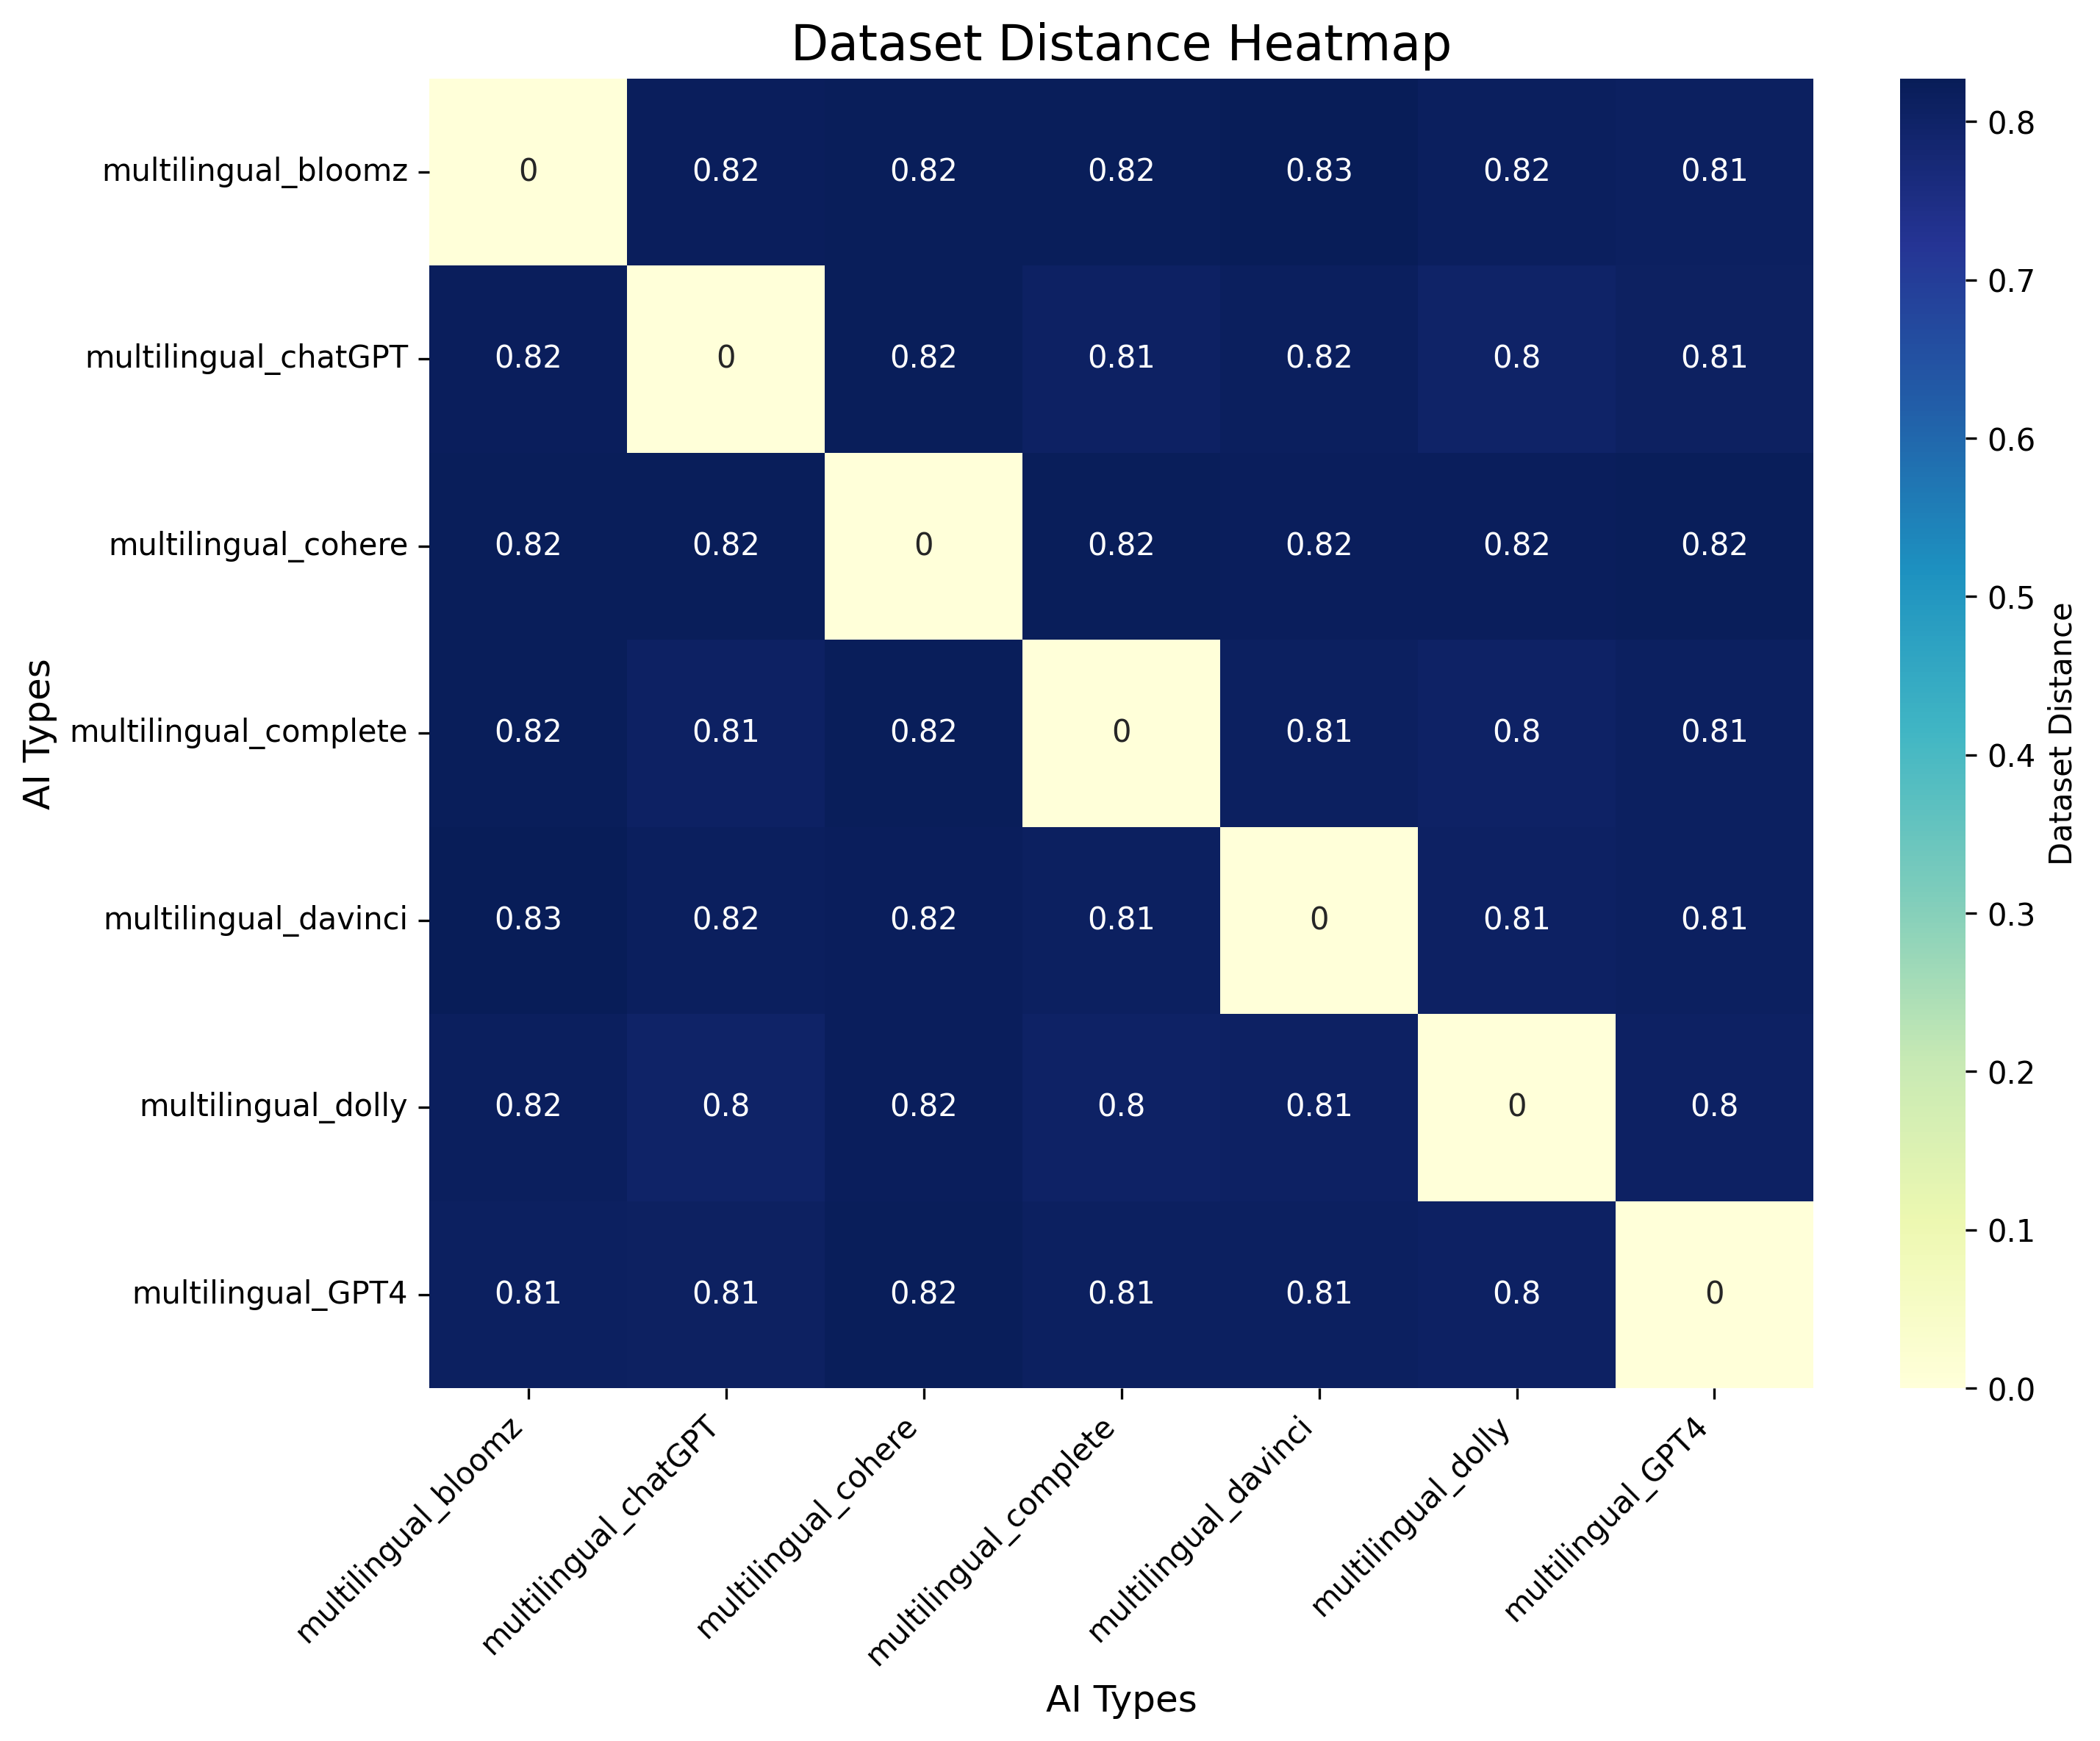 Dataset Distance Heatmap
multilingual_bloomz 0 0.82 0.82 0.82 0.83 0.82 0.81
multilingual_chatGPT 0.82 0 0.82 0.81 0.82 0.8 0.81
multilingual_cohere 0.82 0.82 0 0.82 0.82 0.82 0.82
multilingual_complete 0.82 0.81 0.82 0 0.81 0.8 0.81
multilingual_davinci 0.83 0.82 0.82 0.81 0 0.81 0.81
multilingual_dolly 0.82 0.8 0.82 0.8 0.81 0 0.8
multilingual_GPT4 0.81 0.81 0.82 0.81 0.81 0.8 0
AI Types
multilingual_bloomz
multilingual_chatGPT
multilingual_cohere
multilingual_complete
multilingual_davinci
multilingual_dolly
multilingual_GPT4
AI Types
0.8
0.7
0.6
0.5
0.4
0.3
0.2
0.1
0.0
Dataset Distance